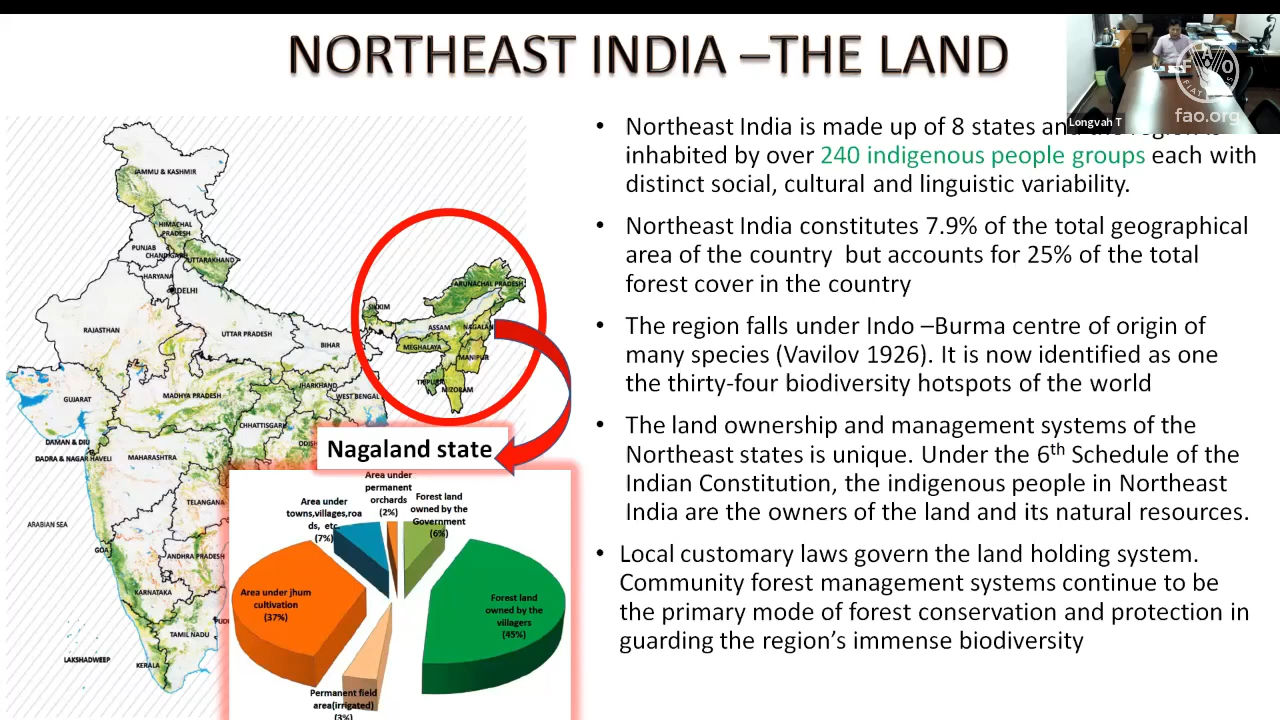 NORTHEAST INDIA –THE LAND
FAO
FIAT PANIS
fao.org
Longvah T
• Northeast India is made up of 8 states and
inhabited by over 240 indigenous people groups each with
distinct social, cultural and linguistic variability.
• Northeast India constitutes 7.9% of the total geographical
area of the country but accounts for 25% of the total
forest cover in the country
• The region falls under Indo –Burma centre of origin of
many species (Vavilov 1926). It is now identified as one
the thirty-four biodiversity hotspots of the world
• The land ownership and management systems of the
Northeast states is unique. Under the 6th Schedule of the
Indian Constitution, the indigenous people in Northeast
India are the owners of the land and its natural resources.
• Local customary laws govern the land holding system.
Community forest management systems continue to be
the primary mode of forest conservation and protection in
guarding the region’s immense biodiversity
JAMMU & KASHMIR
HIMACHAL
PRADESH
PUNJAB
CHANDIGARH
UTTARAKHAND
HARYANA
DELHI
RAJASTHAN
UTTAR PRADESH
BIHAR
SIKKIM
ARUNACHAL PRADESH
ASSAM
NAGALAN
MEGHALAYA
MANIPUR
TRIPURA
MIZORAM
JHARKHAND
WEST BENGAL
GUJARAT
MADHYA PRADESH
CHHATTISGARH
DAMAN & DIU
DADRA & NAGAR HAVELI
MAHARASHTRA
TELANGANA
ARABIAN SEA
GOA
ANDHRA PRADESH
KARNATAKA
TAMIL NADU
LAKSHADWEEP
KERALA
Nagaland state
Area under
permanent
orchards
(2%)
Forest land
owned by the
Government
(6%)
Area under
towns,villages,roa
ds, etc
(7%)
Area under jhum
cultivation
(37%)
Forest land
owned by the
villagers
(45%)
Permanent field
area(irrigated)
(3%)